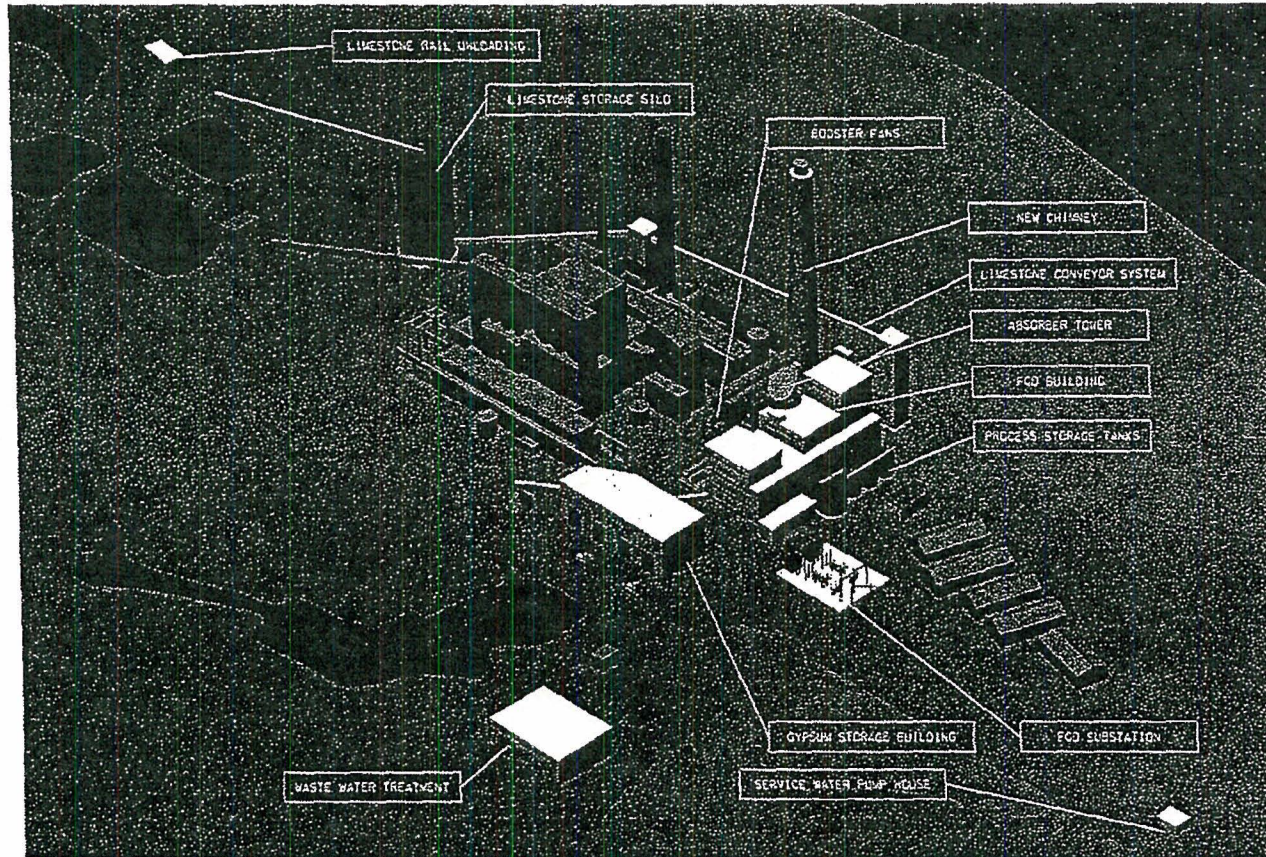 LIMESTONE RAIL UNLOADING
LIMESTONE STORAGE SILO
BOOSTER FANS
NEW CHIMNEY
LIMESTONE CONVEYOR SYSTEM
ABSORBER TOWER
FGD BUILDING
PROCESS STORAGE TANKS
GYPSUM STORAGE BUILDING
FGD SUBSTATION
WASTE WATER TREATMENT
SERVICE WATER PUMP HOUSE